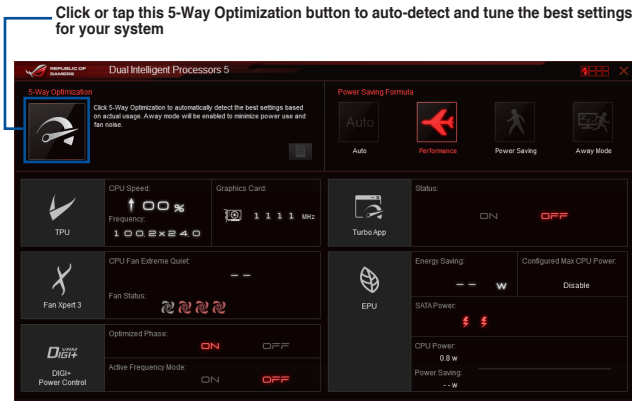 Click or tap this 5-Way Optimization button to auto-detect and tune the best settings
for your system
REPUBLIC OF
GAMERS
Dual Intelligent Processors 5
5-Way Optimization
Click 5-Way Optimization to automatically detect the best settings based
on actual usage. Away mode will be enabled to minimize power use and
fan noise.
Power Saving Formula
Auto
Auto
Performance
Power Saving
Away Mode
TPU
CPU Speed:
00 %
Frequency:
100.2x24.0
Graphics Card:
1111 MHz
Turbo App
Status:
ON OFF
Fan Xpert 3
CPU Fan Extreme Quiet:
--
Fan Status:
EPU
Energy Saving:
-- W
Configured Max CPU Power:
Disable
SATA Power:
CPU Power:
0.8 w
Power Saving:
-- w
DIGI+ VRM
DIGI+
Power Control
Optimized Phase:
ON OFF
Active Frequency Mode:
ON OFF